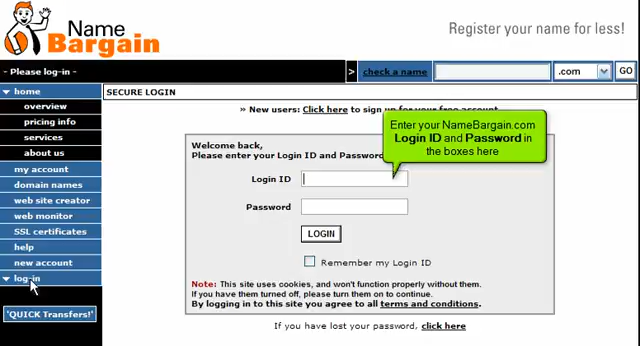 Name
Bargain
Register your name for less!
- Please log-in -
> check a name .com GO
home
overview
pricing info
services
about us
my account
domain names
web site creator
web monitor
SSL certificates
help
new account
log-in
'QUICK Transfers!'
SECURE LOGIN
» New users: Click here to sign up for your free account.
Enter your NameBargain.com
Login ID and Password in
the boxes here
Welcome back,
Please enter your Login ID and Password
Login ID
Password
LOGIN
Remember my Login ID
Note: This site uses cookies, and won't function properly without them.
If you have them turned off, please turn them on to continue.
By logging in to this site you agree to all terms and conditions.
If you have lost your password, click here